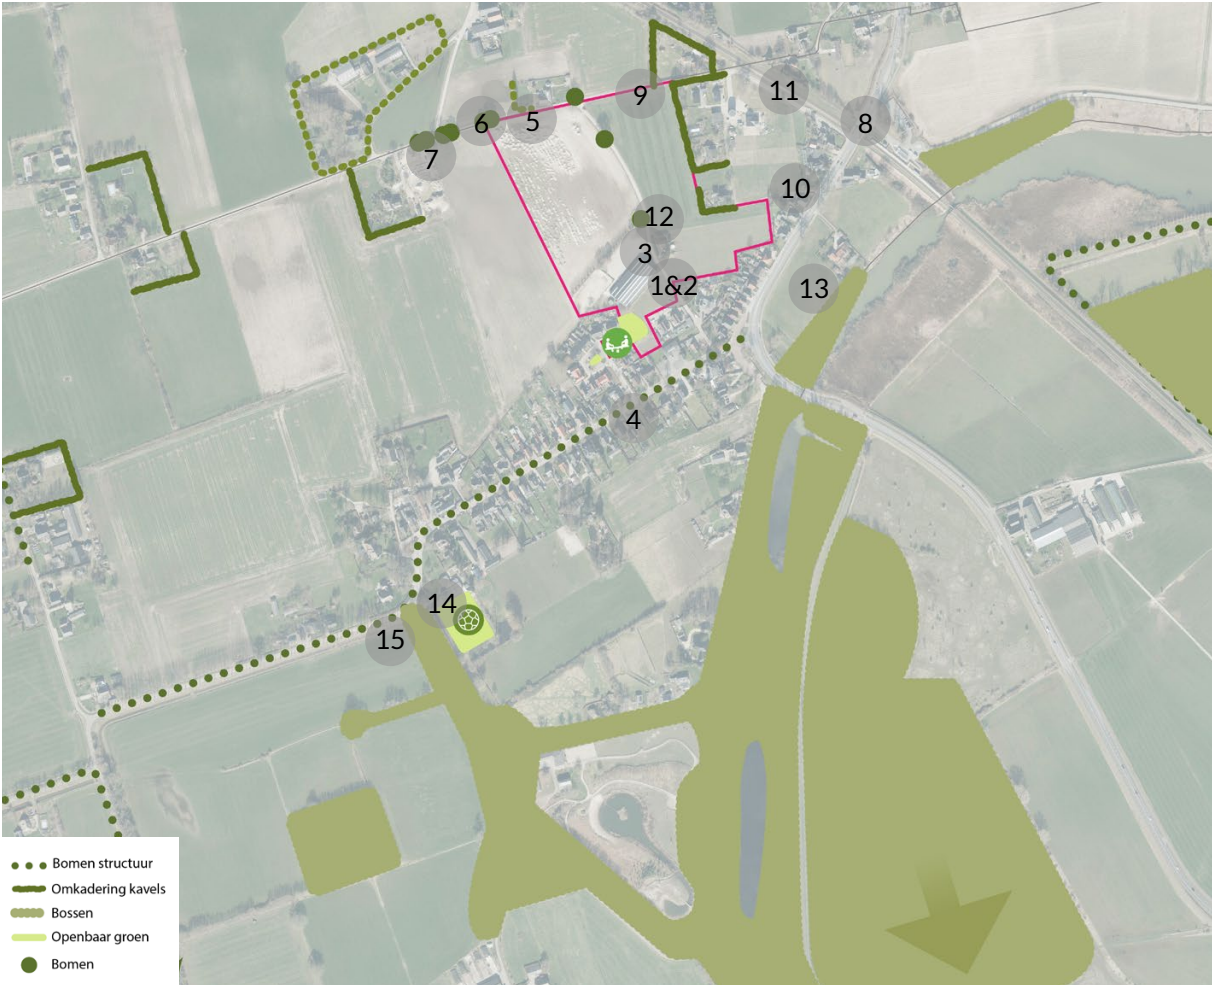 9
11
6
5
8
7
10
12
3
1&2
13
4
14
15
Bomen structuur
Omkadering kavels
Bossen
Openbaar groen
Bomen